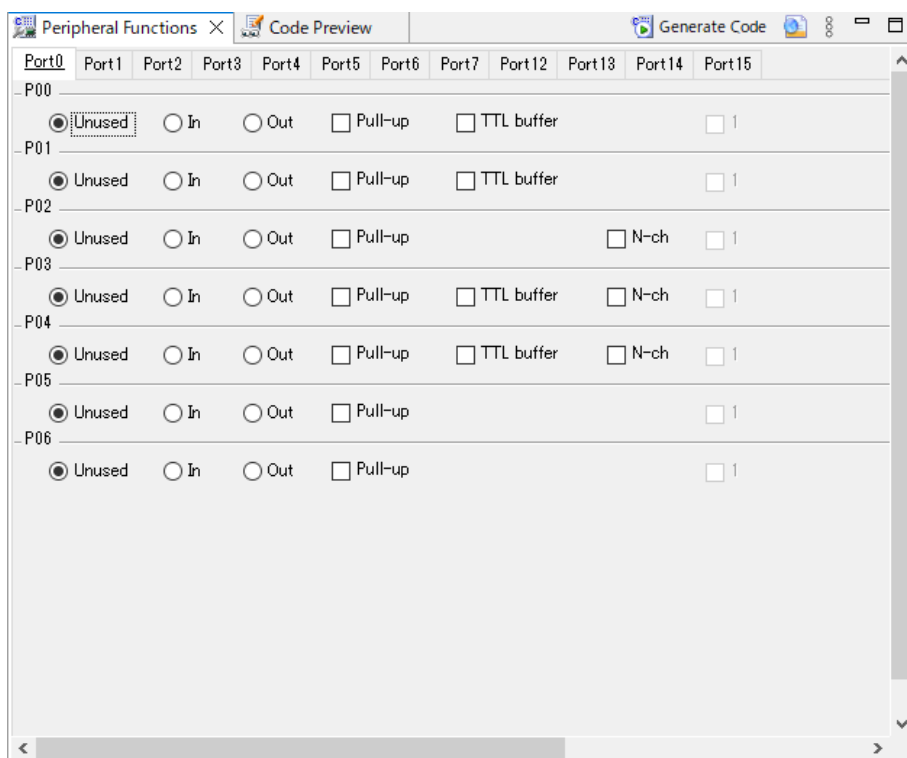 Peripheral Functions Code Preview Generate Code
Port0 Port1 Port2 Port3 Port4 Port5 Port6 Port7 Port12 Port13 Port14 Port15
P00
Unused In Out Pull-up TTL buffer 1
P01
Unused In Out Pull-up TTL buffer 1
P02
Unused In Out Pull-up N-ch 1
P03
Unused In Out Pull-up TTL buffer N-ch 1
P04
Unused In Out Pull-up TTL buffer N-ch 1
P05
Unused In Out Pull-up 1
P06
Unused In Out Pull-up 1